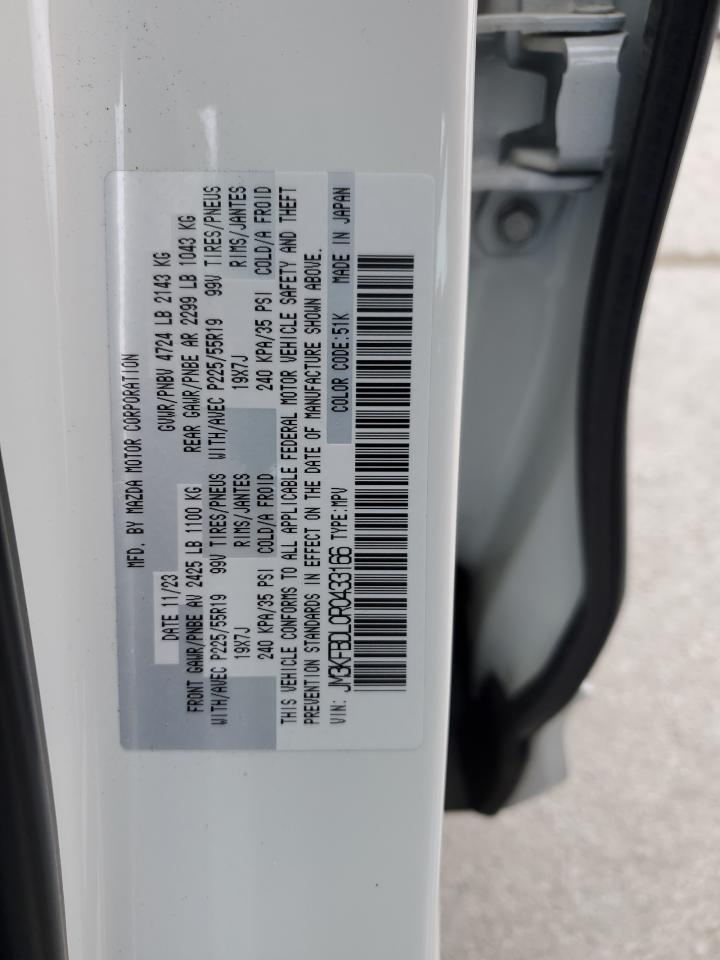 MFD. BY MAZDA MOTOR CORPORATION
DATE 11/23 GVWR/PNBV 4724 LB 2143 KG
FRONT GAWR/PNBE AV 2425 LB 1100 KG REAR GAWR/PNBE AR 2299 LB 1043 KG
WITH/AVEC P225/55R19 99V TIRES/PNEUS WITH/AVEC P225/55R19 99V TIRES/PNEUS
19X7J RIMS/JANTES 19X7J RIMS/JANTES
240 KPA/35 PSI COLD/A FROID 240 KPA/35 PSI COLD/A FROID
THIS VEHICLE CONFORMS TO ALL APPLICABLE FEDERAL MOTOR VEHICLE SAFETY AND THEFT
PREVENTION STANDARDS IN EFFECT ON THE DATE OF MANUFACTURE SHOWN ABOVE.
VIN: JM3KFBDL0R0433166 TYPE:MPV COLOR CODE:51K MADE IN JAPAN